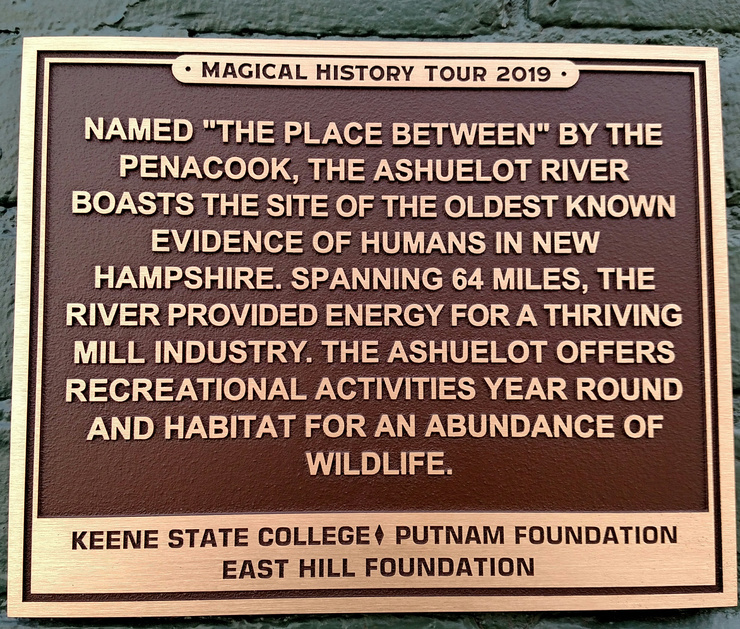 • MAGICAL HISTORY TOUR 2019 •
NAMED "THE PLACE BETWEEN" BY THE
PENACOOK, THE ASHUELOT RIVER
BOASTS THE SITE OF THE OLDEST KNOWN
EVIDENCE OF HUMANS IN NEW
HAMPSHIRE. SPANNING 64 MILES, THE
RIVER PROVIDED ENERGY FOR A THRIVING
MILL INDUSTRY. THE ASHUELOT OFFERS
RECREATIONAL ACTIVITIES YEAR ROUND
AND HABITAT FOR AN ABUNDANCE OF
WILDLIFE.
KEENE STATE COLLEGE ♦ PUTNAM FOUNDATION
EAST HILL FOUNDATION